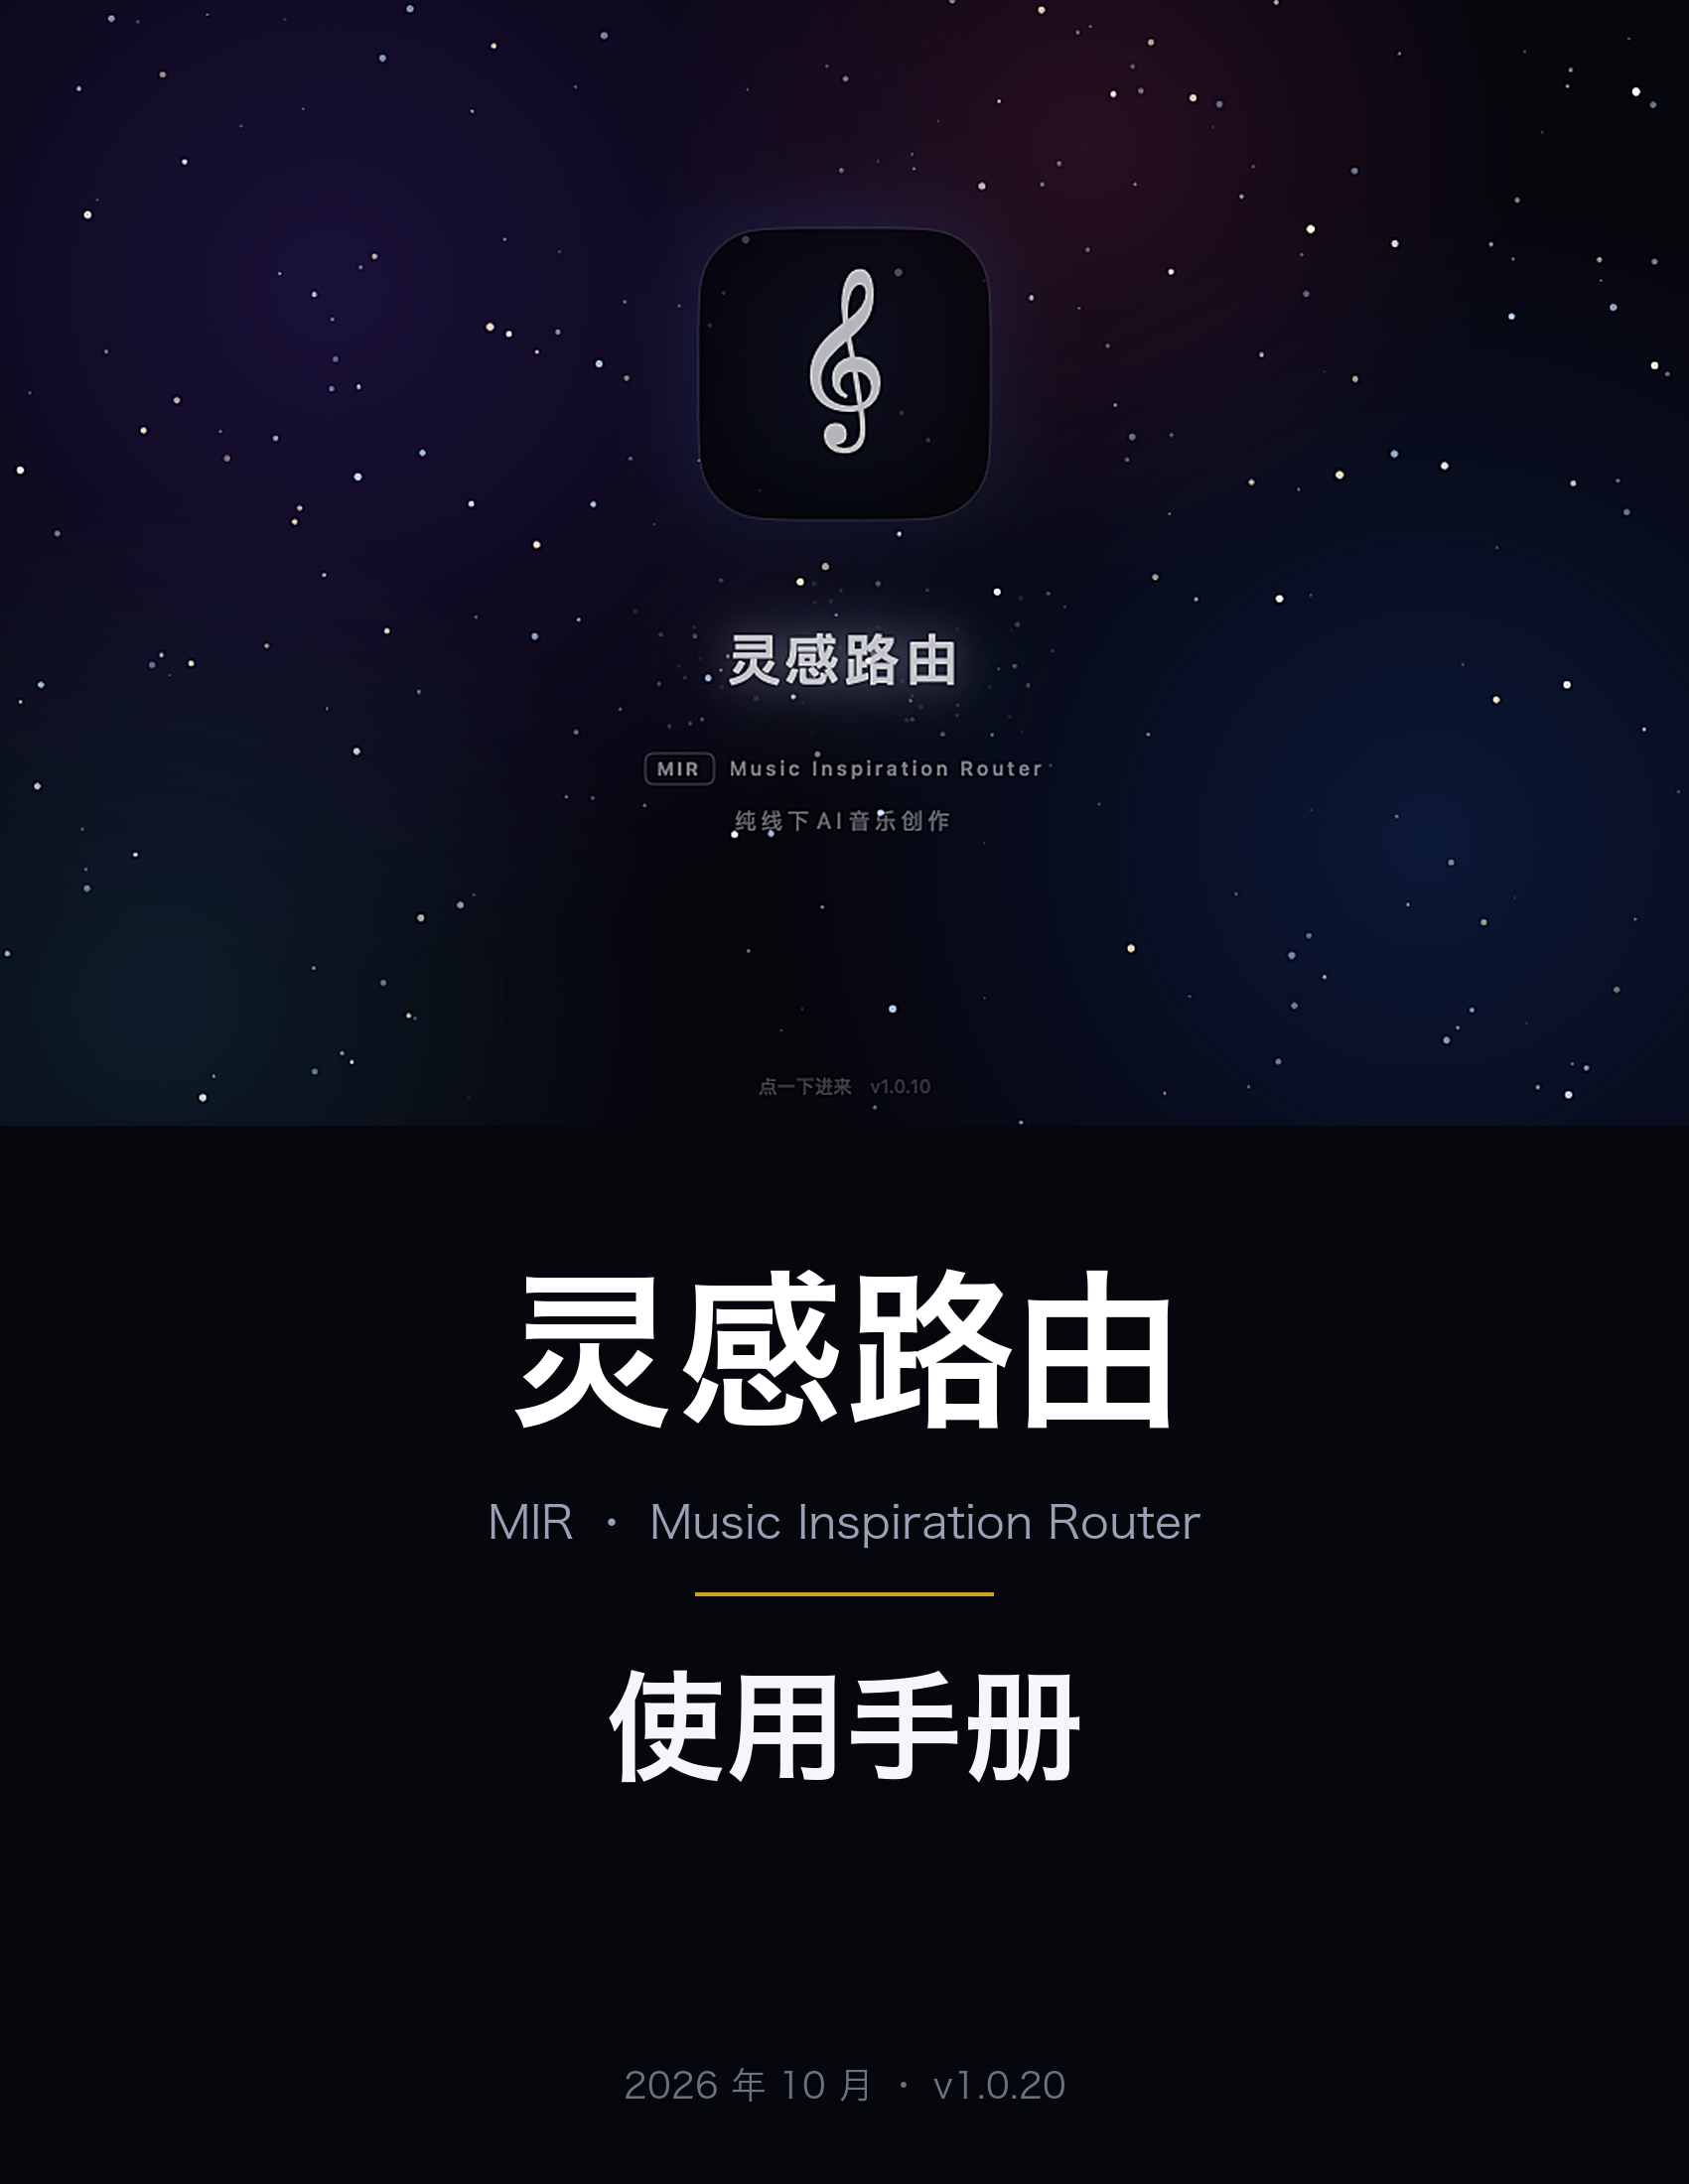 灵感路由
MIR Music Inspiration Router
纯线下AI音乐创作
点一下进来 v1.0.10
灵感路由
MIR · Music Inspiration Router
使用手册
2026 年 10 月 · v1.0.20